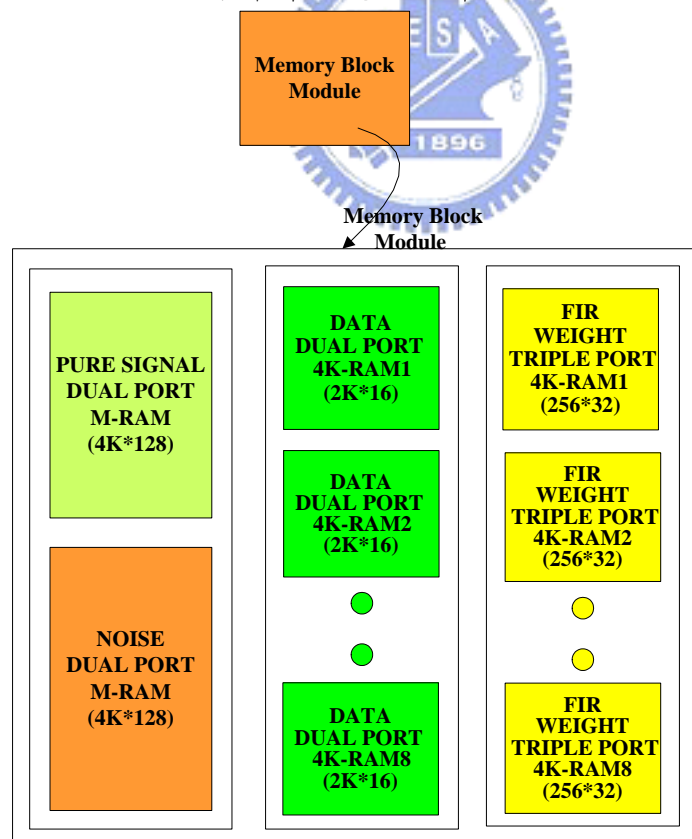 E S A
1896
Memory Block
Module
Memory Block
Module
PURE SIGNAL
DUAL PORT
M-RAM
(4K*128)
NOISE
DUAL PORT
M-RAM
(4K*128)
DATA
DUAL PORT
4K-RAM1
(2K*16)
DATA
DUAL PORT
4K-RAM2
(2K*16)
DATA
DUAL PORT
4K-RAM8
(2K*16)
FIR
WEIGHT
TRIPLE PORT
4K-RAM1
(256*32)
FIR
WEIGHT
TRIPLE PORT
4K-RAM2
(256*32)
FIR
WEIGHT
TRIPLE PORT
4K-RAM8
(256*32)